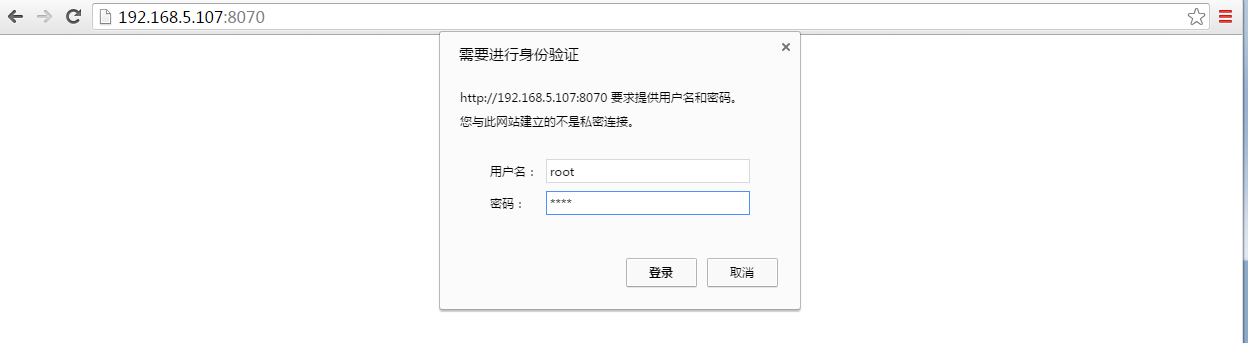 192.168.5.107:8070
需要进行身份验证
http://192.168.5.107:8070 要求提供用户名和密码。
您与此网站建立的不是私密连接。
用户名： root
密码： ****
登录 取消